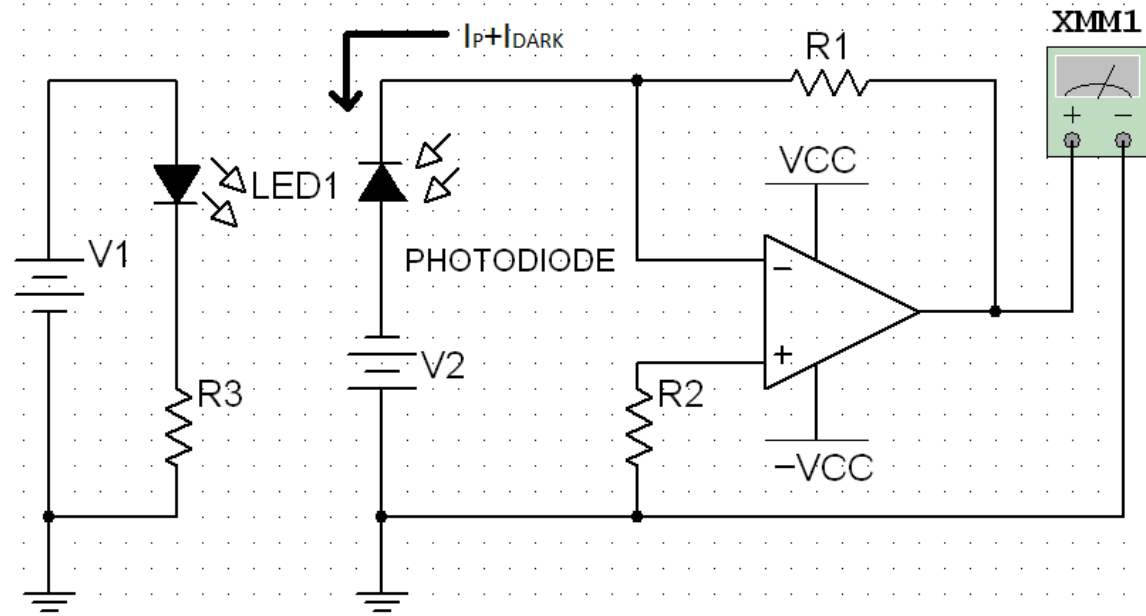 XMM1
IP+IDARK
R1
+ −
VCC
LED1
V1
PHOTODIODE
−
+
V2
R3
R2
−VCC